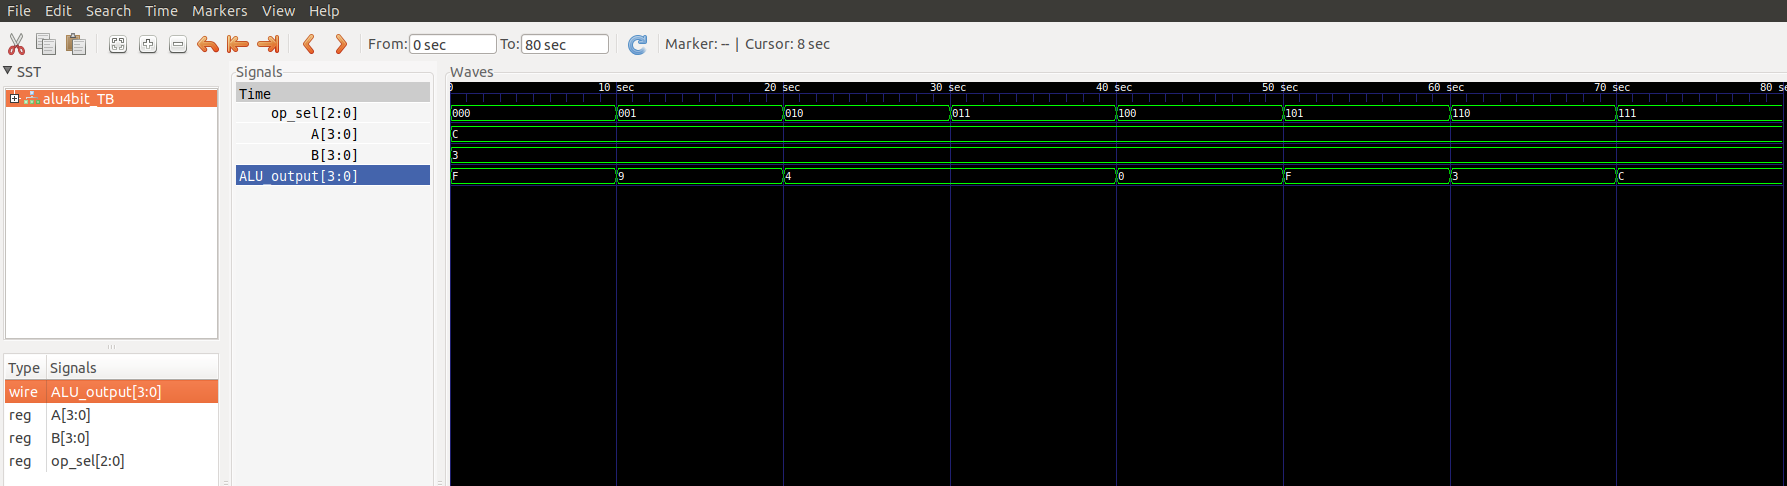 File Edit Search Time Markers View Help
From: 0 sec To: 80 sec Marker: -- | Cursor: 8 sec
SST
alu4bit_TB
Type Signals
wire ALU_output[3:0]
reg A[3:0]
reg B[3:0]
reg op_sel[2:0]
Signals
Time
op_sel[2:0]
A[3:0]
B[3:0]
ALU_output[3:0]
Waves
0 10 sec 20 sec 30 sec 40 sec 50 sec 60 sec 70 sec 80 se
000 001 010 011 100 101 110 111
C
3
F 9 4 0 F 3 C